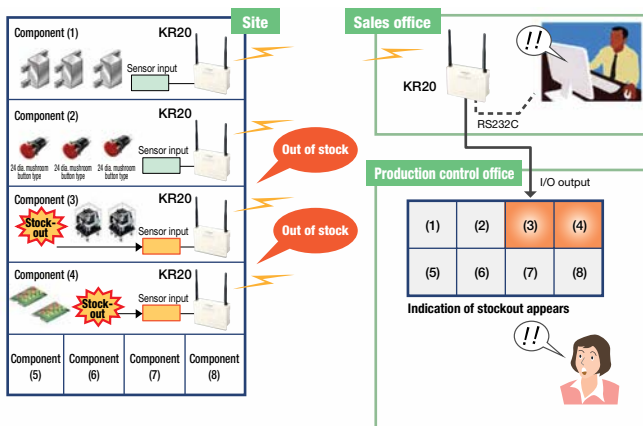 Site
Component (1)
KR20
Sensor input
Component (2)
KR20
Sensor input
24 dia. mushroom button type
24 dia. mushroom button type
24 dia. mushroom button type
Out of stock
Component (3)
KR20
Stock-out
Sensor input
Out of stock
Component (4)
KR20
Stock-out
Sensor input
Component (5)
Component (6)
Component (7)
Component (8)
Sales office
!!
KR20
RS232C
Production control office
I/O output
(1) (2) (3) (4)
(5) (6) (7) (8)
Indication of stockout appears
!!